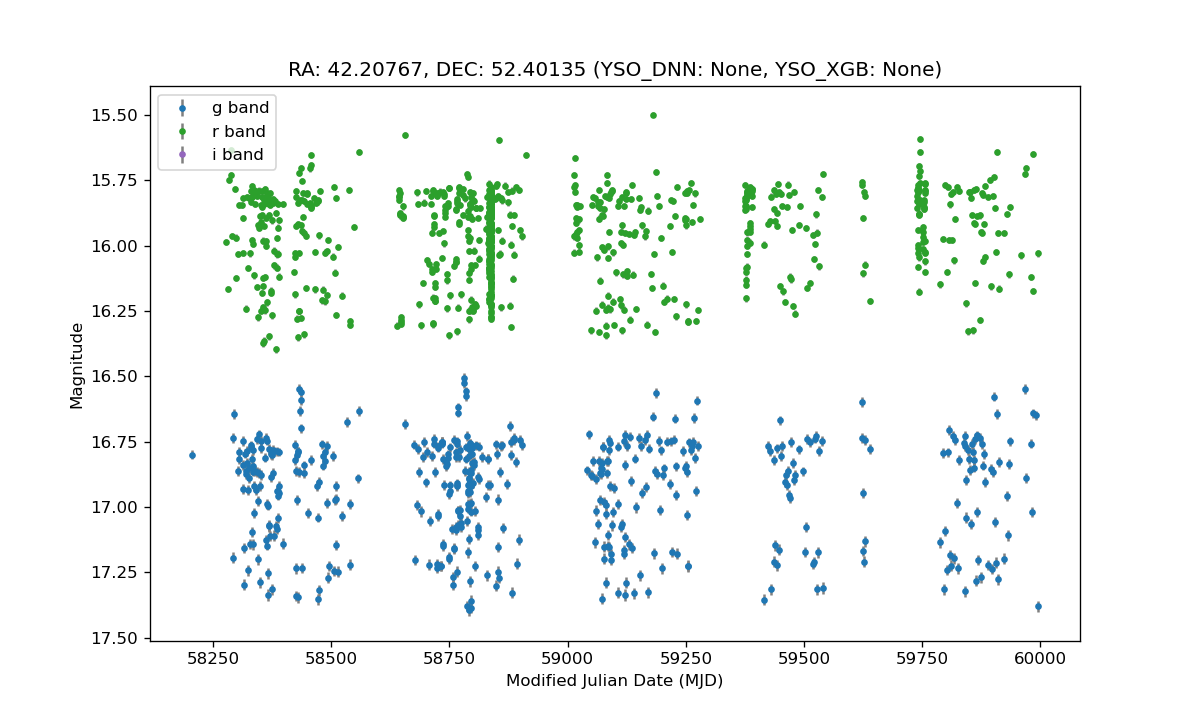 RA: 42.20767, DEC: 52.40135 (YSO_DNN: None, YSO_XGB: None)
g band
r band
i band
15.50
15.75
16.00
16.25
16.50
16.75
17.00
17.25
17.50
Magnitude
58250 58500 58750 59000 59250 59500 59750 60000
Modified Julian Date (MJD)